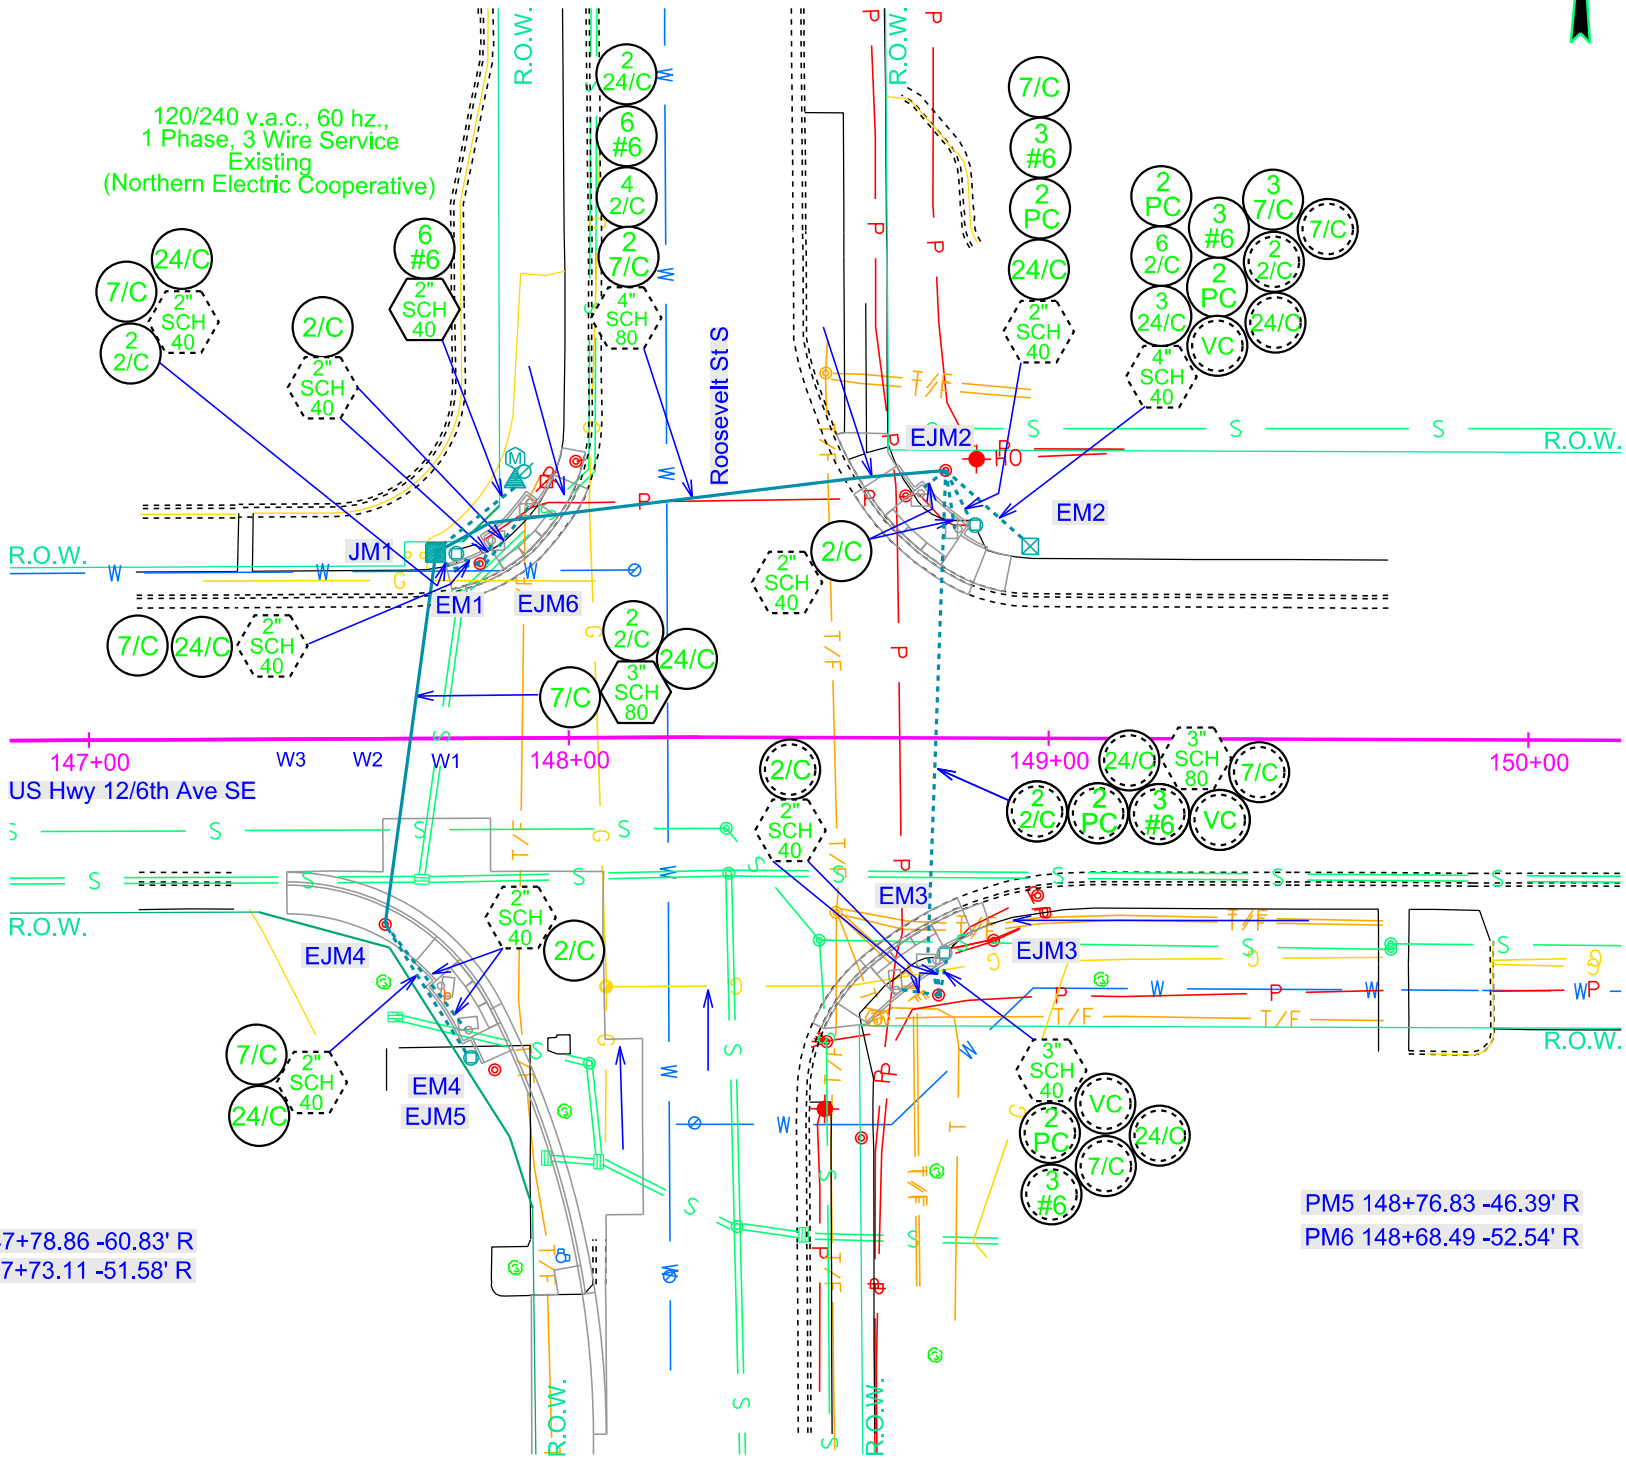 R.O.W.
R.O.W.
P
P
120/240 v.a.c., 60 hz.,
1 Phase, 3 Wire Service
Existing
(Northern Electric Cooperative)
2
24/C
6
#6
4
2/C
2
7/C
4"
SCH
80
W
W
W
7/C
3
#6
2
PC
24/C
2"
SCH
40
2
PC
6
2/C
3
24/C
3
#6
2
PC
VC
3
7/C
2
2/C
24/C
7/C
4"
SCH
40
24/C
7/C
2
2/C
2"
SCH
40
2/C
2"
SCH
40
6
#6
2"
SCH
40
Roosevelt St S
P
P
T/F
EJM2
HO
S
S
S
R.O.W.
M
P
P
EM2
JM1
R.O.W.
W
W
W
G
EM1
EJM6
2/C
2"
SCH
40
7/C
24/C
2"
SCH
40
2
2/C
24/C
7/C
3"
SCH
80
G
T/F
P
147+00
148+00
149+00
150+00
W3
W2
W1
US Hwy 12/6th Ave SE
2/C
2"
SCH
40
24/C
3"
SCH
80
7/C
2
2/C
2
PC
3
#6
VC
S
S
S
S
S
S
S
S
S
S
S
S
T/F
G
W
T/F
P
EM3
R.O.W.
2"
SCH
40
2/C
EJM4
EJM3
T/F
T/F
S
S
G
G
G
W
W
W
P
P
P
T/F
T/F
R.O.W.
7/C
24/C
2"
SCH
40
EM4
EJM5
3"
SCH
40
2
PC
3
#6
VC
7/C
24/C
W
W
W
S
S
S
S
S
PM5 148+76.83 -46.39' R
PM6 148+68.49 -52.54' R
7+78.86 -60.83' R
7+73.11 -51.58' R
T/F
T/F
P
P
S
S
R.O.W.
R.O.W.